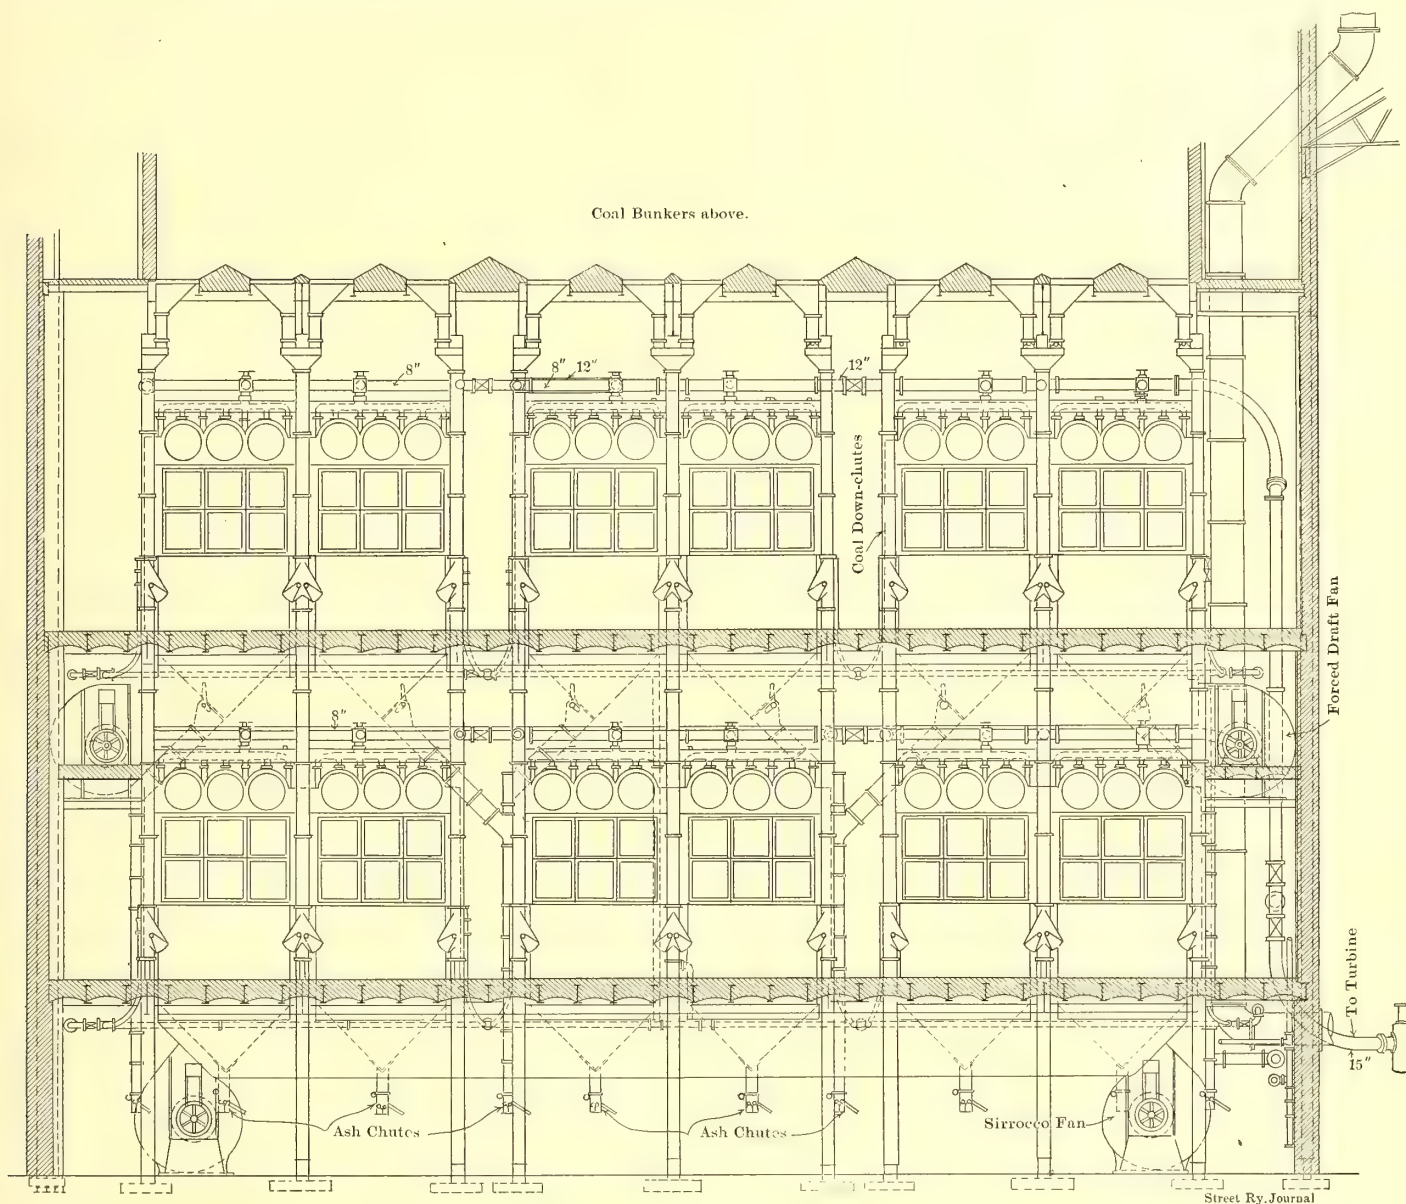 Coal Bunkers above.
8"
8" 12"
12"
Coal Down-chutes
Forced Draft Fan
8"
To Turbine
15"
Ash Chutes
Ash Chutes
Sirrocco Fan
Street Ry. Journal